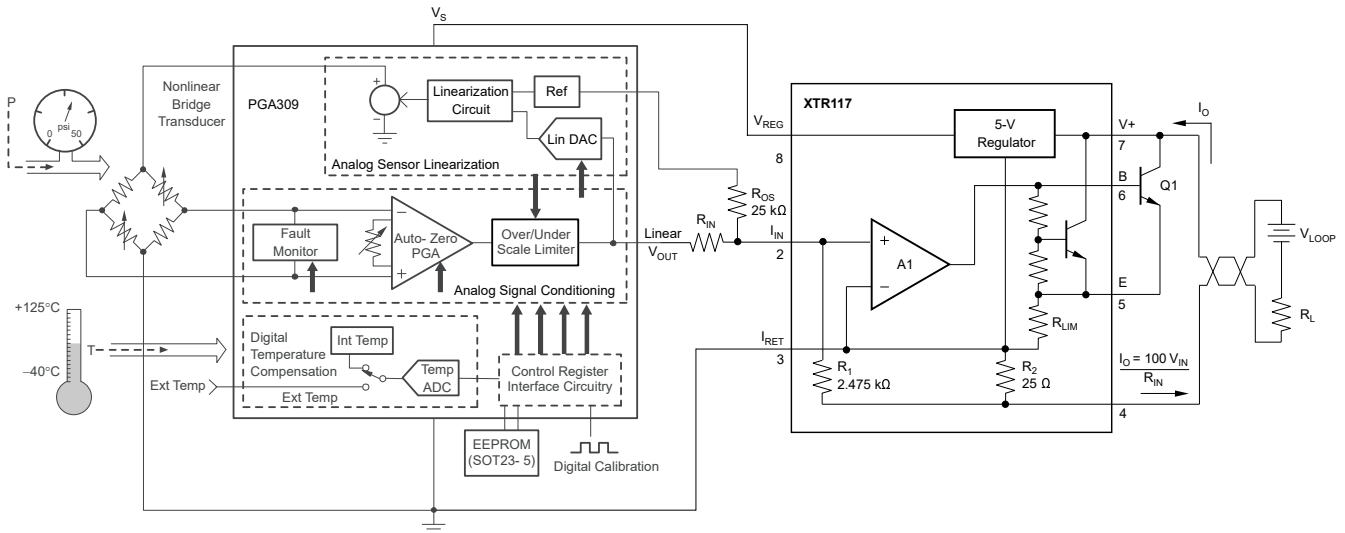 V_S
P
psi
0 50
Nonlinear
Bridge
Transducer
PGA309
+
−
Linearization
Circuit
Ref
Lin DAC
Analog Sensor Linearization
Fault
Monitor
−
Auto- Zero
PGA
+
Over/Under
Scale Limiter
Analog Signal Conditioning
Linear
V_OUT
R_IN
R_OS
25 kΩ
+125°C
−40°C
T
Ext Temp
Digital
Temperature
Compensation
Int Temp
Ext Temp
Temp
ADC
Control Register
Interface Circuitry
EEPROM
(SOT23- 5)
Digital Calibration
XTR117
V_REG
8
5-V
Regulator
V+
7
I_O
B
6
Q1
I_IN
2
+
A1
−
E
5
R_LIM
I_RET
3
R_1
2.475 kΩ
R_2
25 Ω
I_O = 100 V_IN
R_IN
4
V_LOOP
R_L